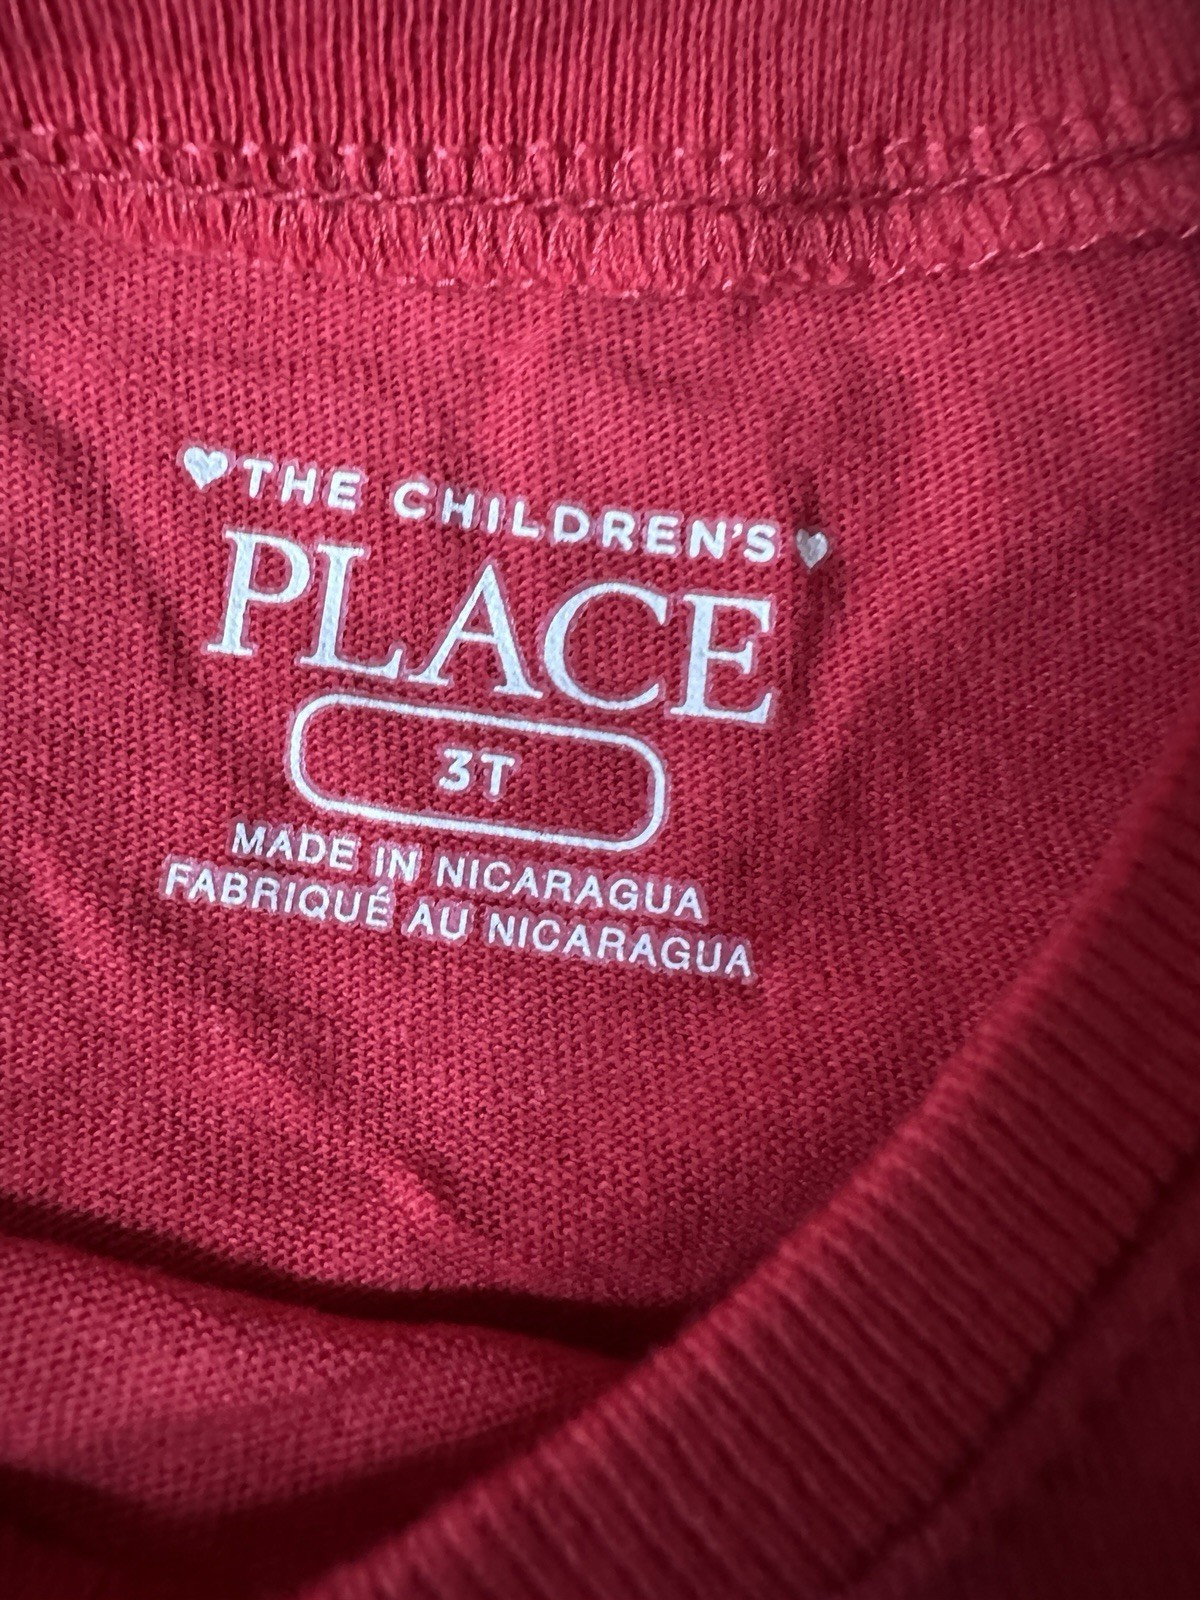 THE CHILDREN'S
PLACE
3T
MADE IN NICARAGUA
FABRIQUÉ AU NICARAGUA